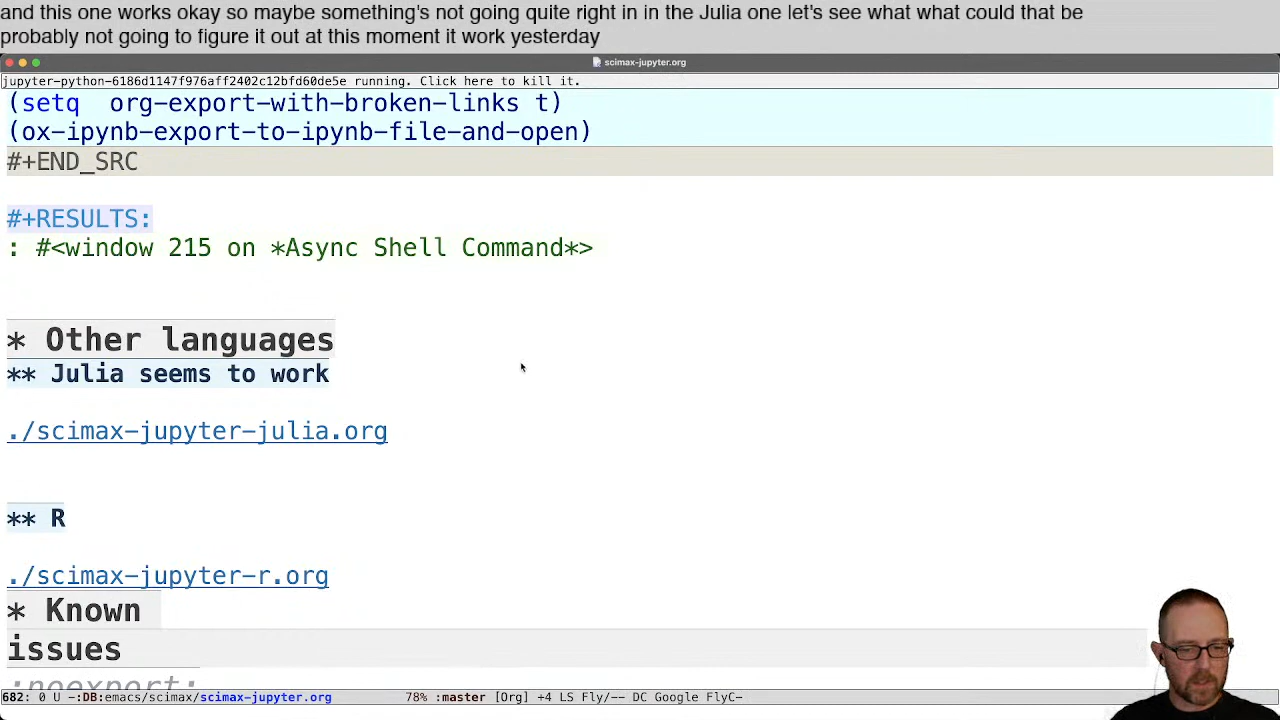 and this one works okay so maybe something's not going quite right in in the Julia one let's see what what could that be
probably not going to figure it out at this moment it work yesterday
scimax-jupyter.org
jupyter-python-6186d1147f976aff2402c12bfd60de5e running. Click here to kill it.
(setq  org-export-with-broken-links t)
(ox-ipynb-export-to-ipynb-file-and-open)
#+END_SRC
#+RESULTS:
: #<window 215 on *Async Shell Command*>
* Other languages
** Julia seems to work
./scimax-jupyter-julia.org
** R
./scimax-jupyter-r.org
* Known
issues
:noexport:
682: 0 U -:DB:emacs/scimax/scimax-jupyter.org 78% :master [Org] +4 LS Fly/-- DC Google FlyC-